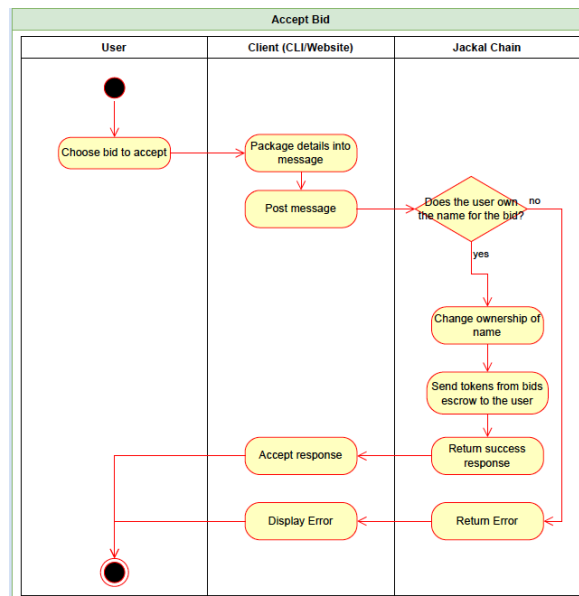 Accept Bid
User
Client (CLI/Website)
Jackal Chain
Choose bid to accept
Package details into
message
Post message
Does the user own
the name for the bid?
no
yes
Change ownership of
name
Send tokens from bids
escrow to the user
Accept response
Return success
response
Display Error
Return Error